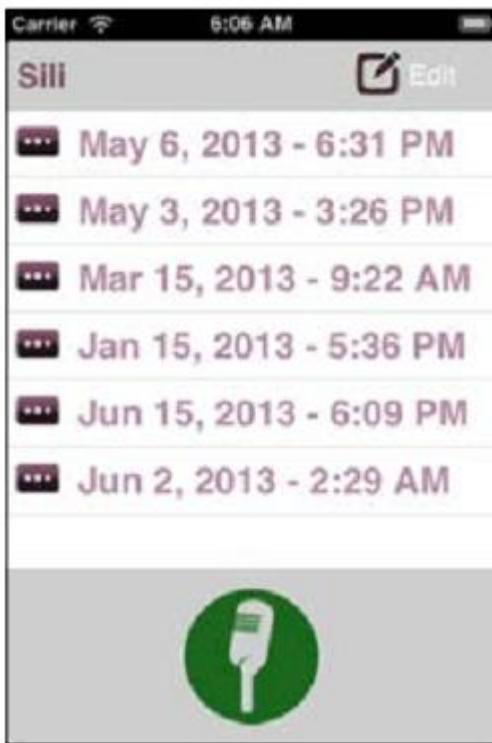 Carrier 6:06 AM
Sili Edit
May 6, 2013 - 6:31 PM
May 3, 2013 - 3:26 PM
Mar 15, 2013 - 9:22 AM
Jan 15, 2013 - 5:36 PM
Jun 15, 2013 - 6:09 PM
Jun 2, 2013 - 2:29 AM